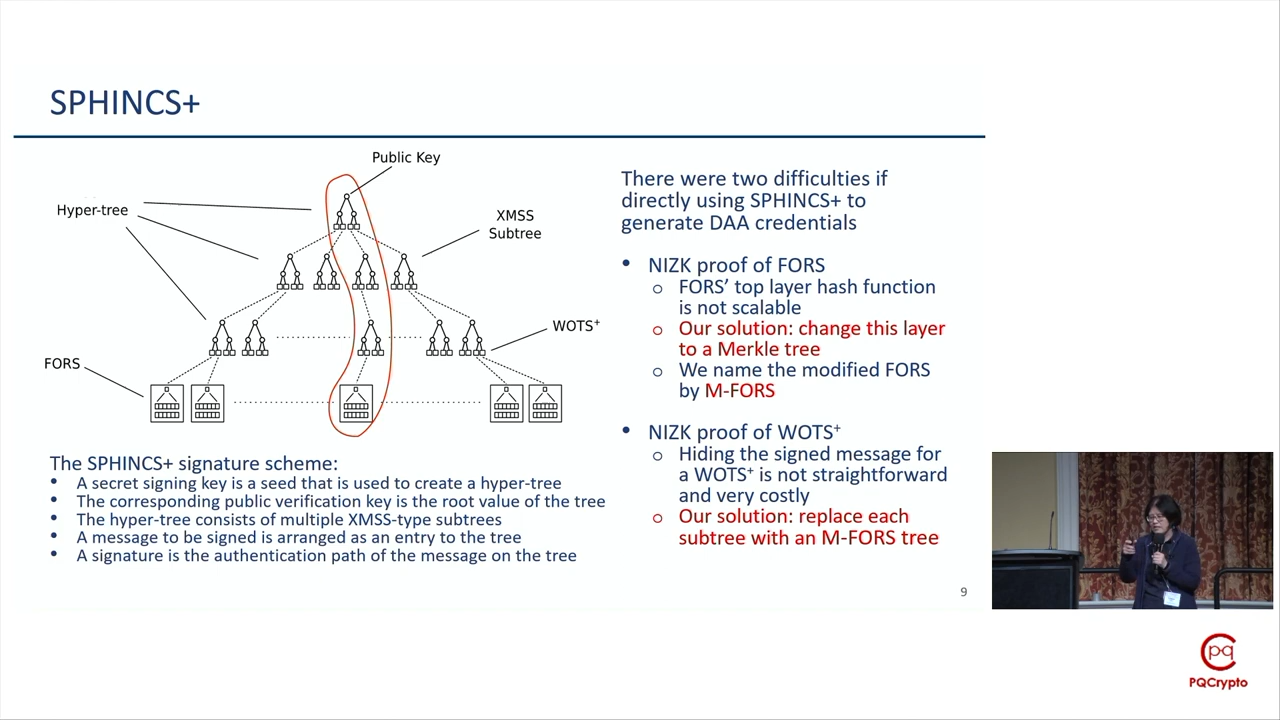 SPHINCS+
Public Key
Hyper-tree
XMSS
Subtree
WOTS+
FORS
The SPHINCS+ signature scheme:
• A secret signing key is a seed that is used to create a hyper-tree
• The corresponding public verification key is the root value of the tree
• The hyper-tree consists of multiple XMSS-type subtrees
• A message to be signed is arranged as an entry to the tree
• A signature is the authentication path of the message on the tree
There were two difficulties if
directly using SPHINCS+ to
generate DAA credentials
• NIZK proof of FORS
o FORS’ top layer hash function
is not scalable
o Our solution: change this layer
to a Merkle tree
o We name the modified FORS
by M-FORS
• NIZK proof of WOTS+
o Hiding the signed message for
a WOTS+ is not straightforward
and very costly
o Our solution: replace each
subtree with an M-FORS tree
9
pq
PQCrypto